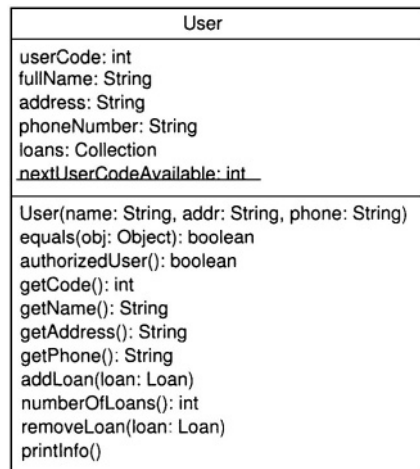 User
userCode: int
fullName: String
address: String
phoneNumber: String
loans: Collection
nextUserCodeAvailable: int
User(name: String, addr: String, phone: String)
equals(obj: Object): boolean
authorizedUser(): boolean
getCode(): int
getName(): String
getAddress(): String
getPhone(): String
addLoan(loan: Loan)
numberOfLoans(): int
removeLoan(loan: Loan)
printInfo()